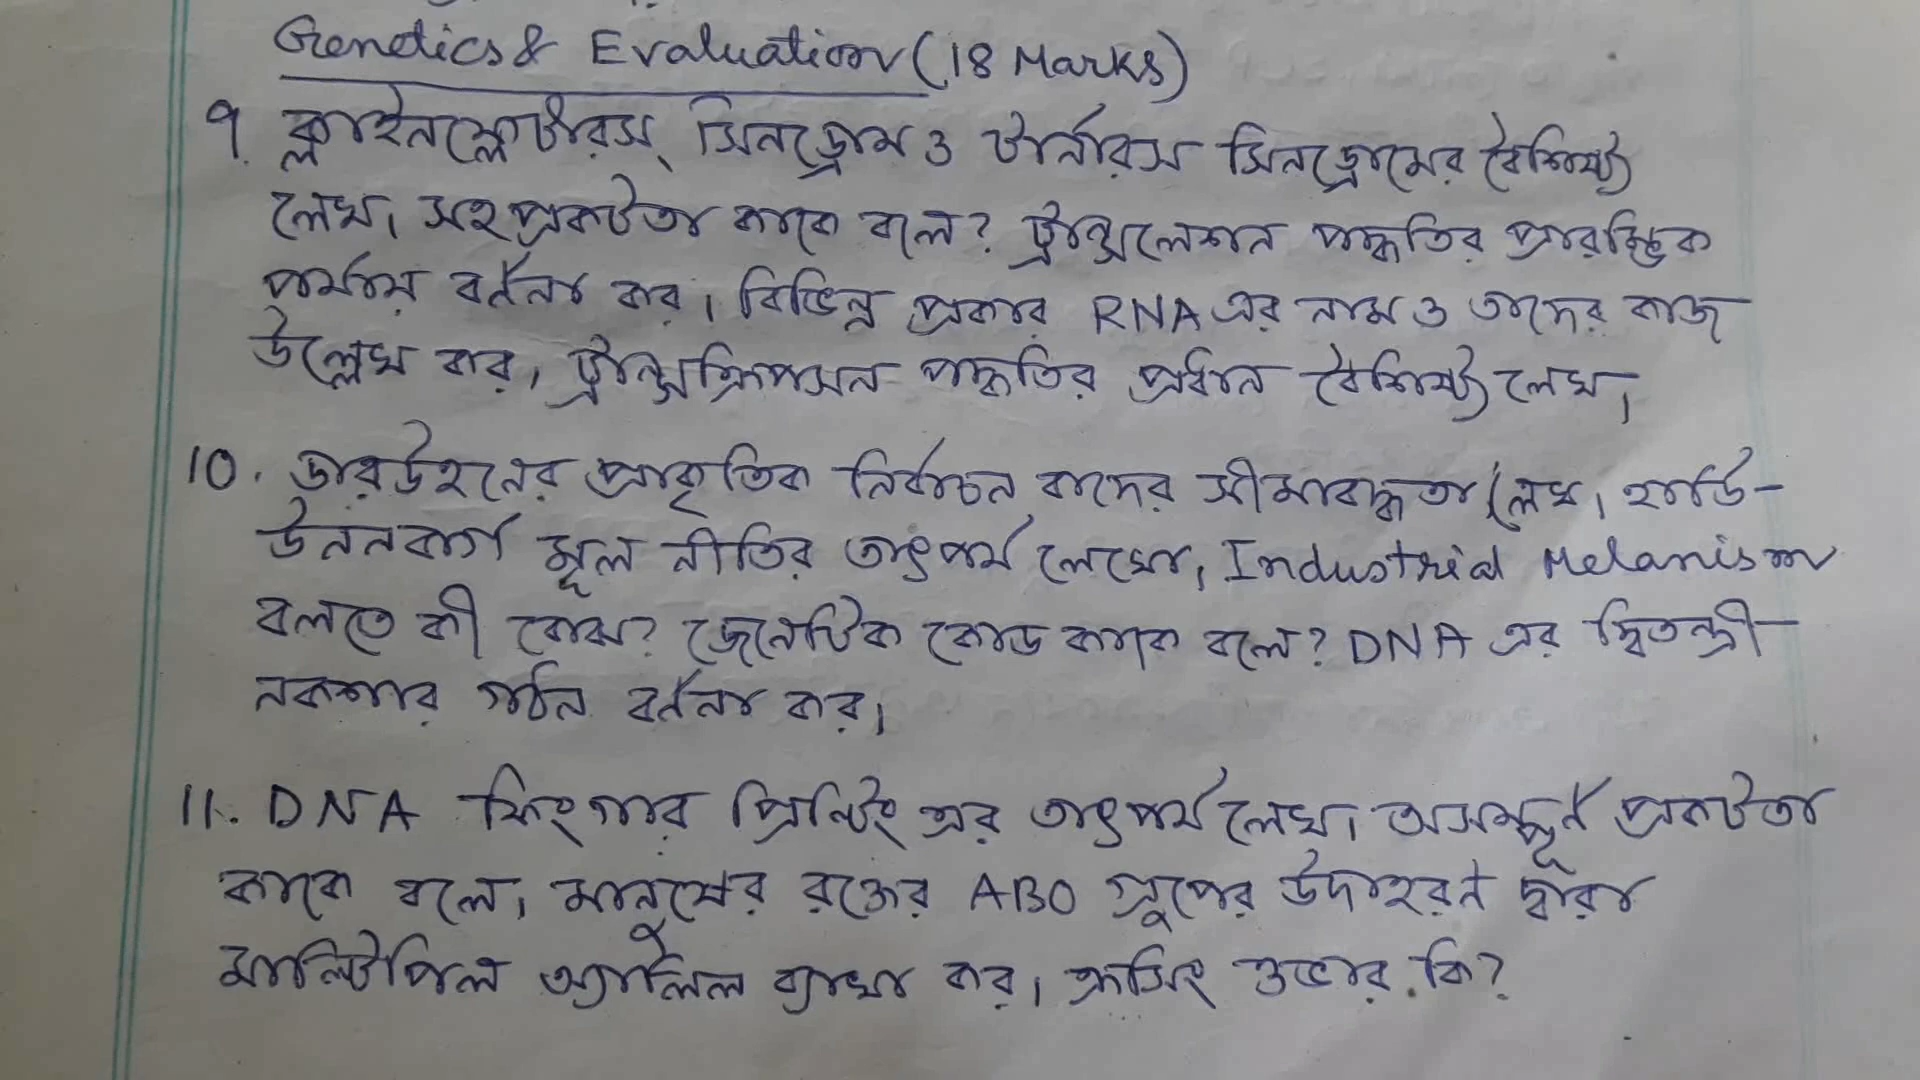 Genetics & Evaluation (18 Marks)
9. ক্লাইনফ্লেটারস্ সিনড্রোম ও টার্নারস সিনড্রোমের বৈশিষ্ট্য
লেখ। সহপ্রকটতা কাকে বলে? ট্রান্সলেশন পদ্ধতির প্রারম্ভিক
পর্যায় বর্ণনা কর। বিভিন্ন প্রকার RNA এর নাম ও তাদের কাজ
উল্লেখ কর। ট্রান্সক্রিপসন পদ্ধতির প্রধান বৈশিষ্ট্য লেখ।
10. ডারউইনের প্রাকৃতিক নির্বাচন বাদের সীমাবদ্ধতা লেখ। হার্ডি-
উনন বার্গ মূল নীতির তাৎপর্য লেখো। Industrial Melanism
বলতে কী বোঝ? জেনেটিক কোড কাকে বলে? DNA এর দ্বিতন্ত্রী
নকশার গঠন বর্ণনা কর।
11. DNA ফিংগার প্রিন্টিং এর তাৎপর্য লেখ। অসম্পূর্ণ প্রকটতা
কাকে বলে। মানুষের রক্তের ABO গ্রুপের উদাহরণ দ্বারা
মাল্টিপিল অ্যালিল ব্যাখা কর। ক্রসিং ওভার কি?